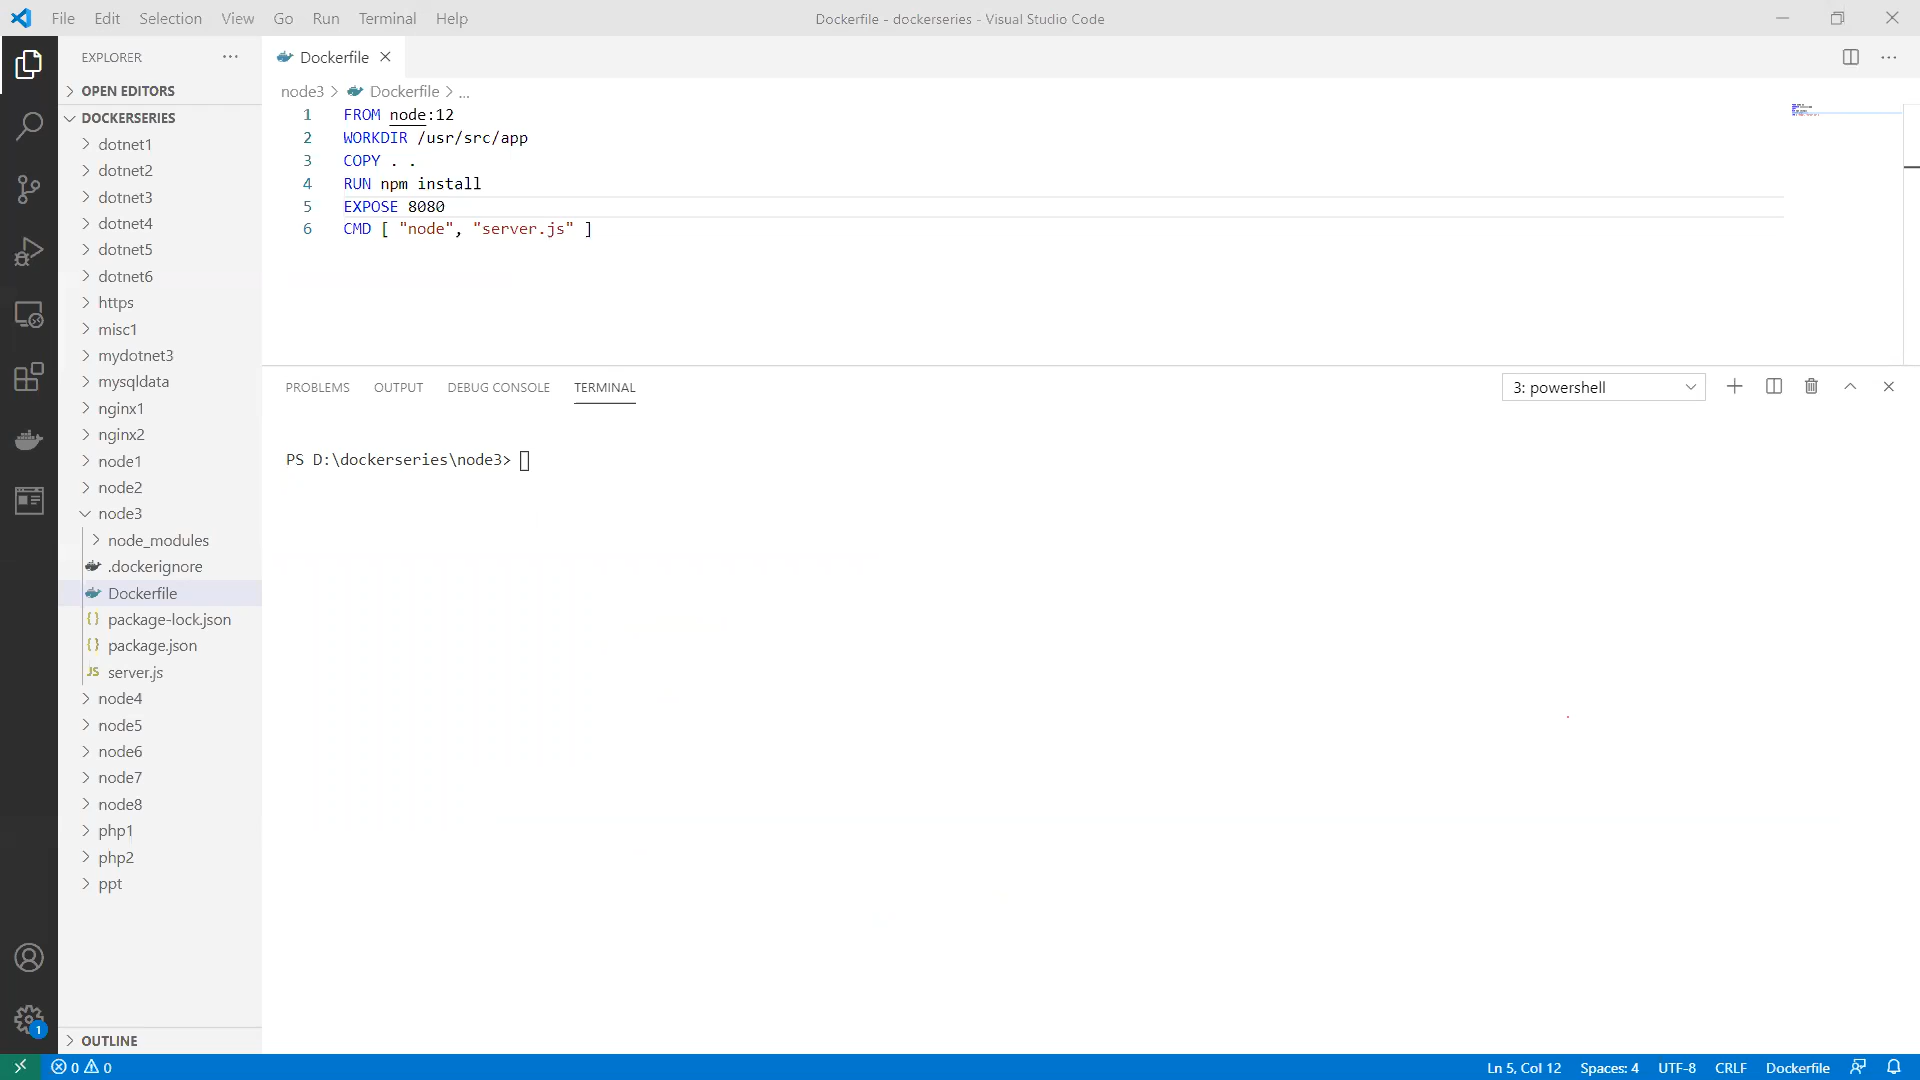 File Edit Selection View Go Run Terminal Help
Dockerfile - dockerseries - Visual Studio Code
EXPLORER
OPEN EDITORS
DOCKERSERIES
dotnet1
dotnet2
dotnet3
dotnet4
dotnet5
dotnet6
https
misc1
mydotnet3
mysqldata
nginx1
nginx2
node1
node2
node3
node_modules
.dockerignore
Dockerfile
{} package-lock.json
{} package.json
JS server.js
node4
node5
node6
node7
node8
php1
php2
ppt
OUTLINE
1
Dockerfile
node3 > Dockerfile > ...
1 FROM node:12
2 WORKDIR /usr/src/app
3 COPY . .
4 RUN npm install
5 EXPOSE 8080
6 CMD [ "node", "server.js" ]
PROBLEMS OUTPUT DEBUG CONSOLE TERMINAL
3: powershell
PS D:\dockerseries\node3>
0 0
Ln 5, Col 12 Spaces: 4 UTF-8 CRLF Dockerfile